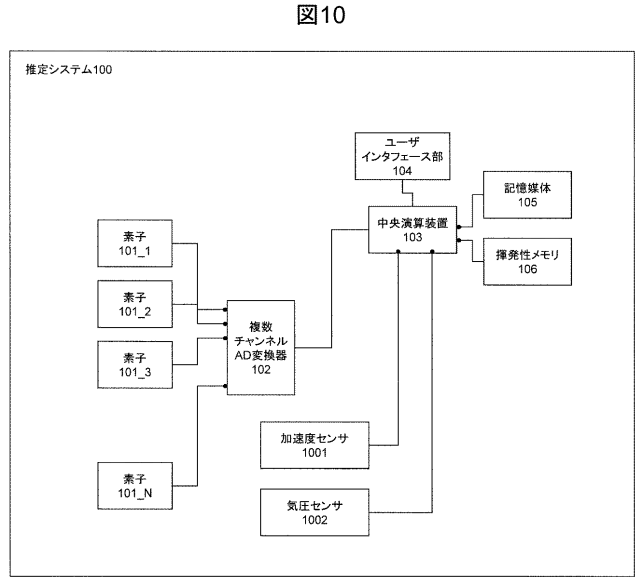 図10
推定システム100
ユーザ
インタフェース部
104
記憶媒体
105
中央演算装置
103
揮発性メモリ
106
素子
101_1
素子
101_2
複数
チャンネル
AD変換器
102
素子
101_3
加速度センサ
1001
素子
101_N
気圧センサ
1002